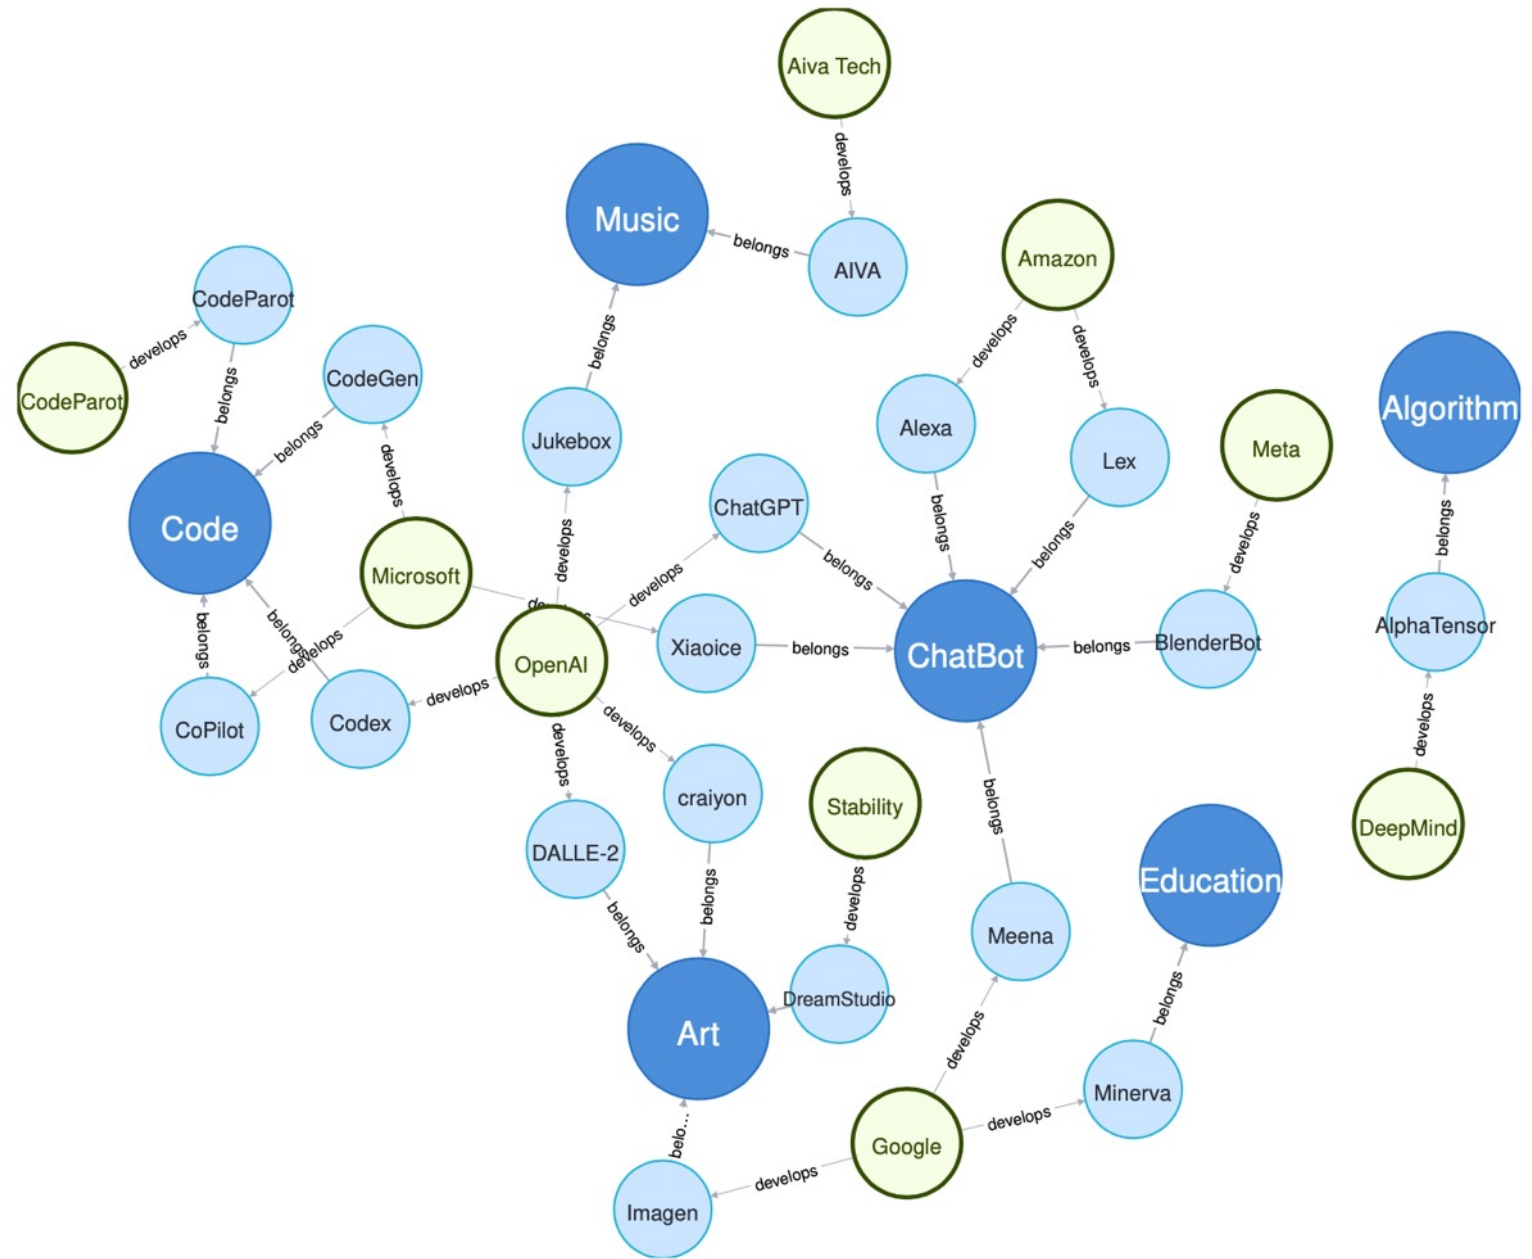 Aiva Tech
develops
Music
belongs
AIVA
Amazon
CodeParot
develops
develops
develops
CodeParot
belongs
CodeGen
belongs
Algorithm
belongs
develops
Jukebox
Alexa
Lex
Meta
Code
develops
ChatGPT
belongs
belongs
develops
belongs
Microsoft
develops
belongs
develops
OpenAI
Xiaoice
belongs
ChatBot
belongs
BlenderBot
AlphaTensor
belongs
belongs
develops
CoPilot
Codex
develops
develops
develops
develops
craiyon
Stability
belongs
DeepMind
DALLE-2
belongs
belongs
develops
Education
Meena
DreamStudio
Art
belongs
develops
Minerva
belo...
Google
develops
develops
Imagen